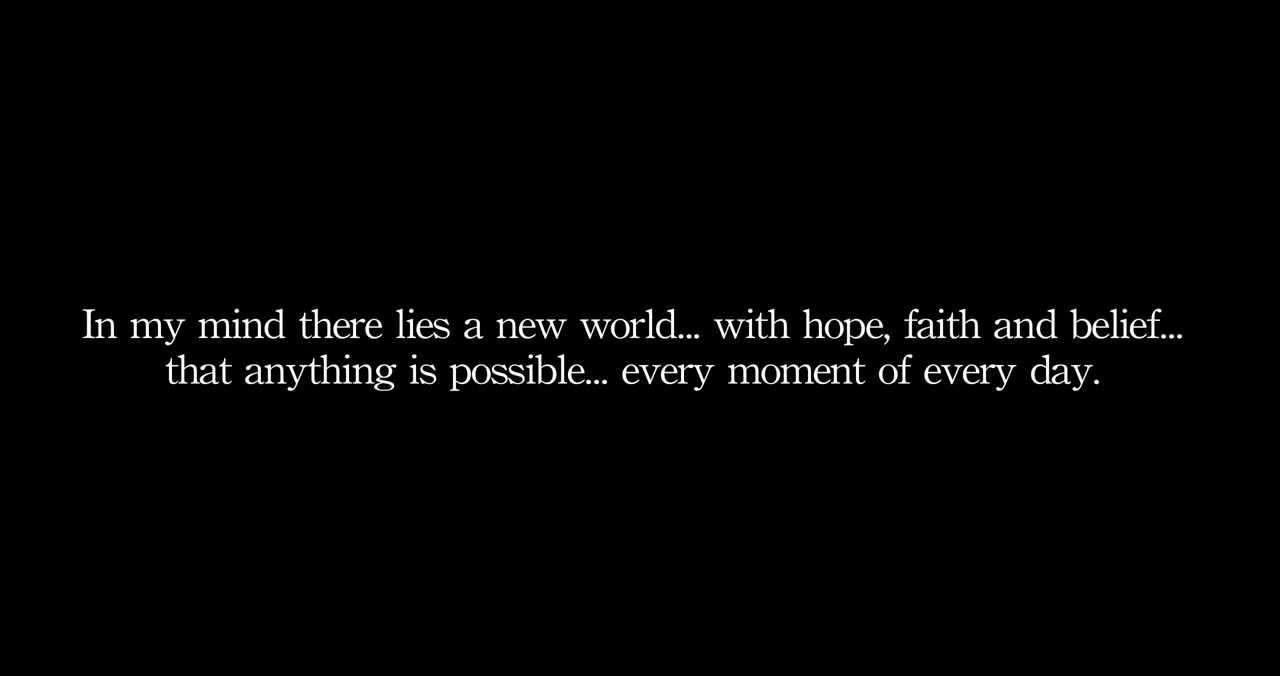 In my mind there lies a new world... with hope, faith and belief...
that anything is possible... every moment of every day.